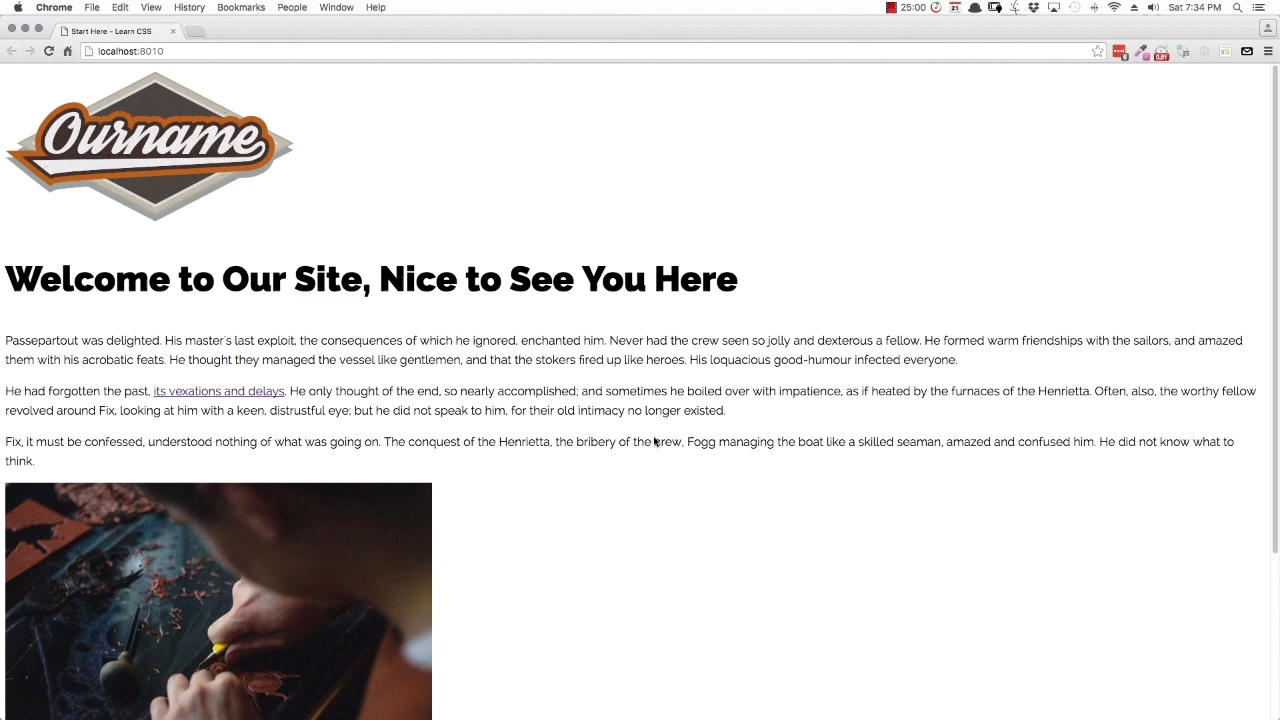 Chrome File Edit View History Bookmarks People Window Help 25:00 21 Sat 7:34 PM
Start Here - Learn CSS
localhost:8010
Ourname
Welcome to Our Site, Nice to See You Here
Passepartout was delighted. His master's last exploit, the consequences of which he ignored, enchanted him. Never had the crew seen so jolly and dexterous a fellow. He formed warm friendships with the sailors, and amazed
them with his acrobatic feats. He thought they managed the vessel like gentlemen, and that the stokers fired up like heroes. His loquacious good-humour infected everyone.
He had forgotten the past, its vexations and delays. He only thought of the end, so nearly accomplished; and sometimes he boiled over with impatience, as if heated by the furnaces of the Henrietta. Often, also, the worthy fellow
revolved around Fix, looking at him with a keen, distrustful eye; but he did not speak to him, for their old intimacy no longer existed.
Fix, it must be confessed, understood nothing of what was going on. The conquest of the Henrietta, the bribery of the crew, Fogg managing the boat like a skilled seaman, amazed and confused him. He did not know what to
think.